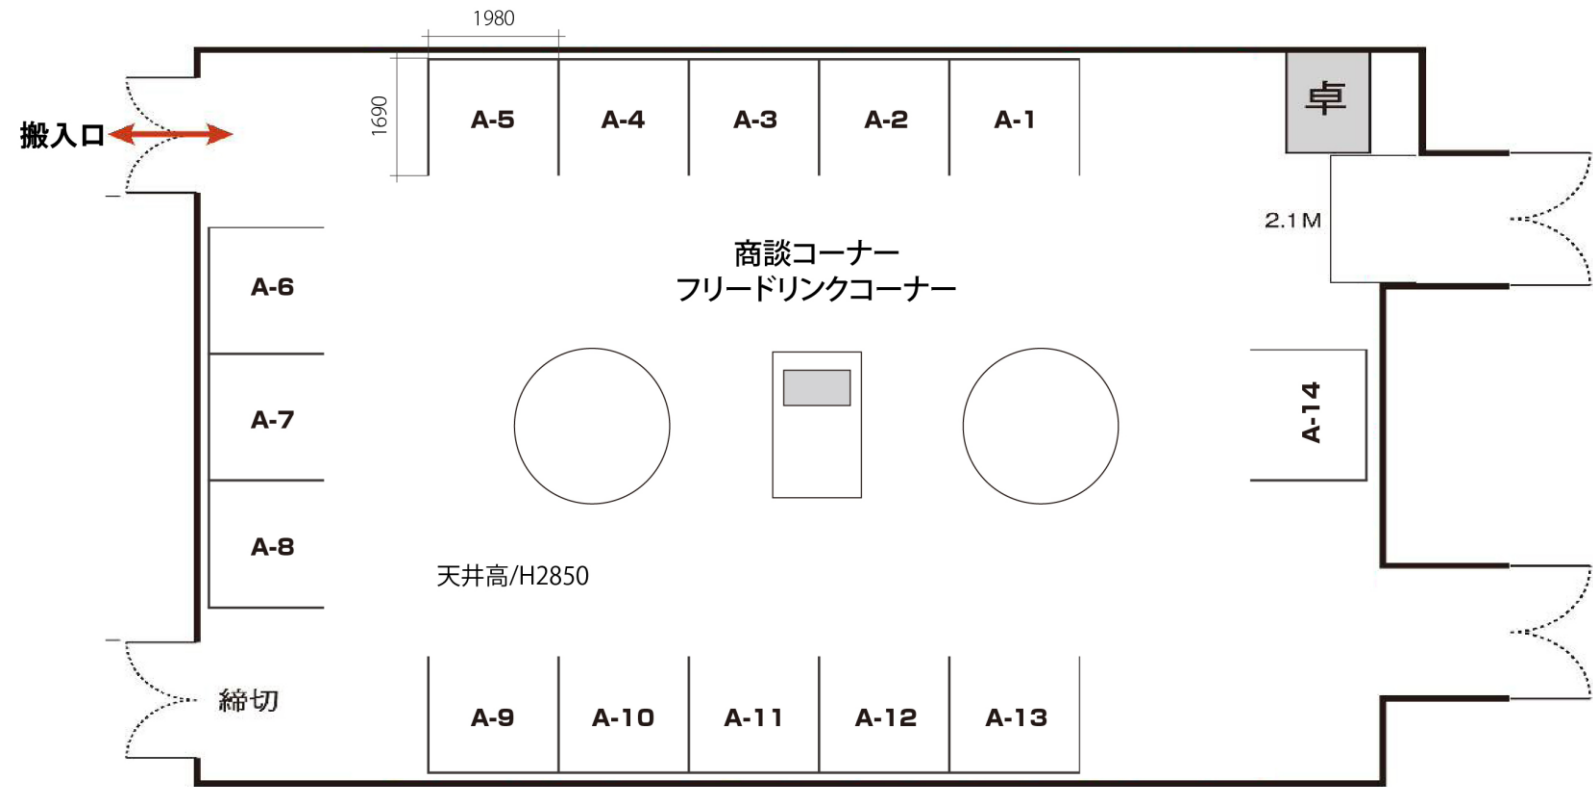 1980
1690
搬入口
A-5
A-4
A-3
A-2
A-1
卓
2.1M
商談コーナー
フリードリンクコーナー
A-6
A-7
A-8
A-14
天井高/H2850
締切
A-9
A-10
A-11
A-12
A-13